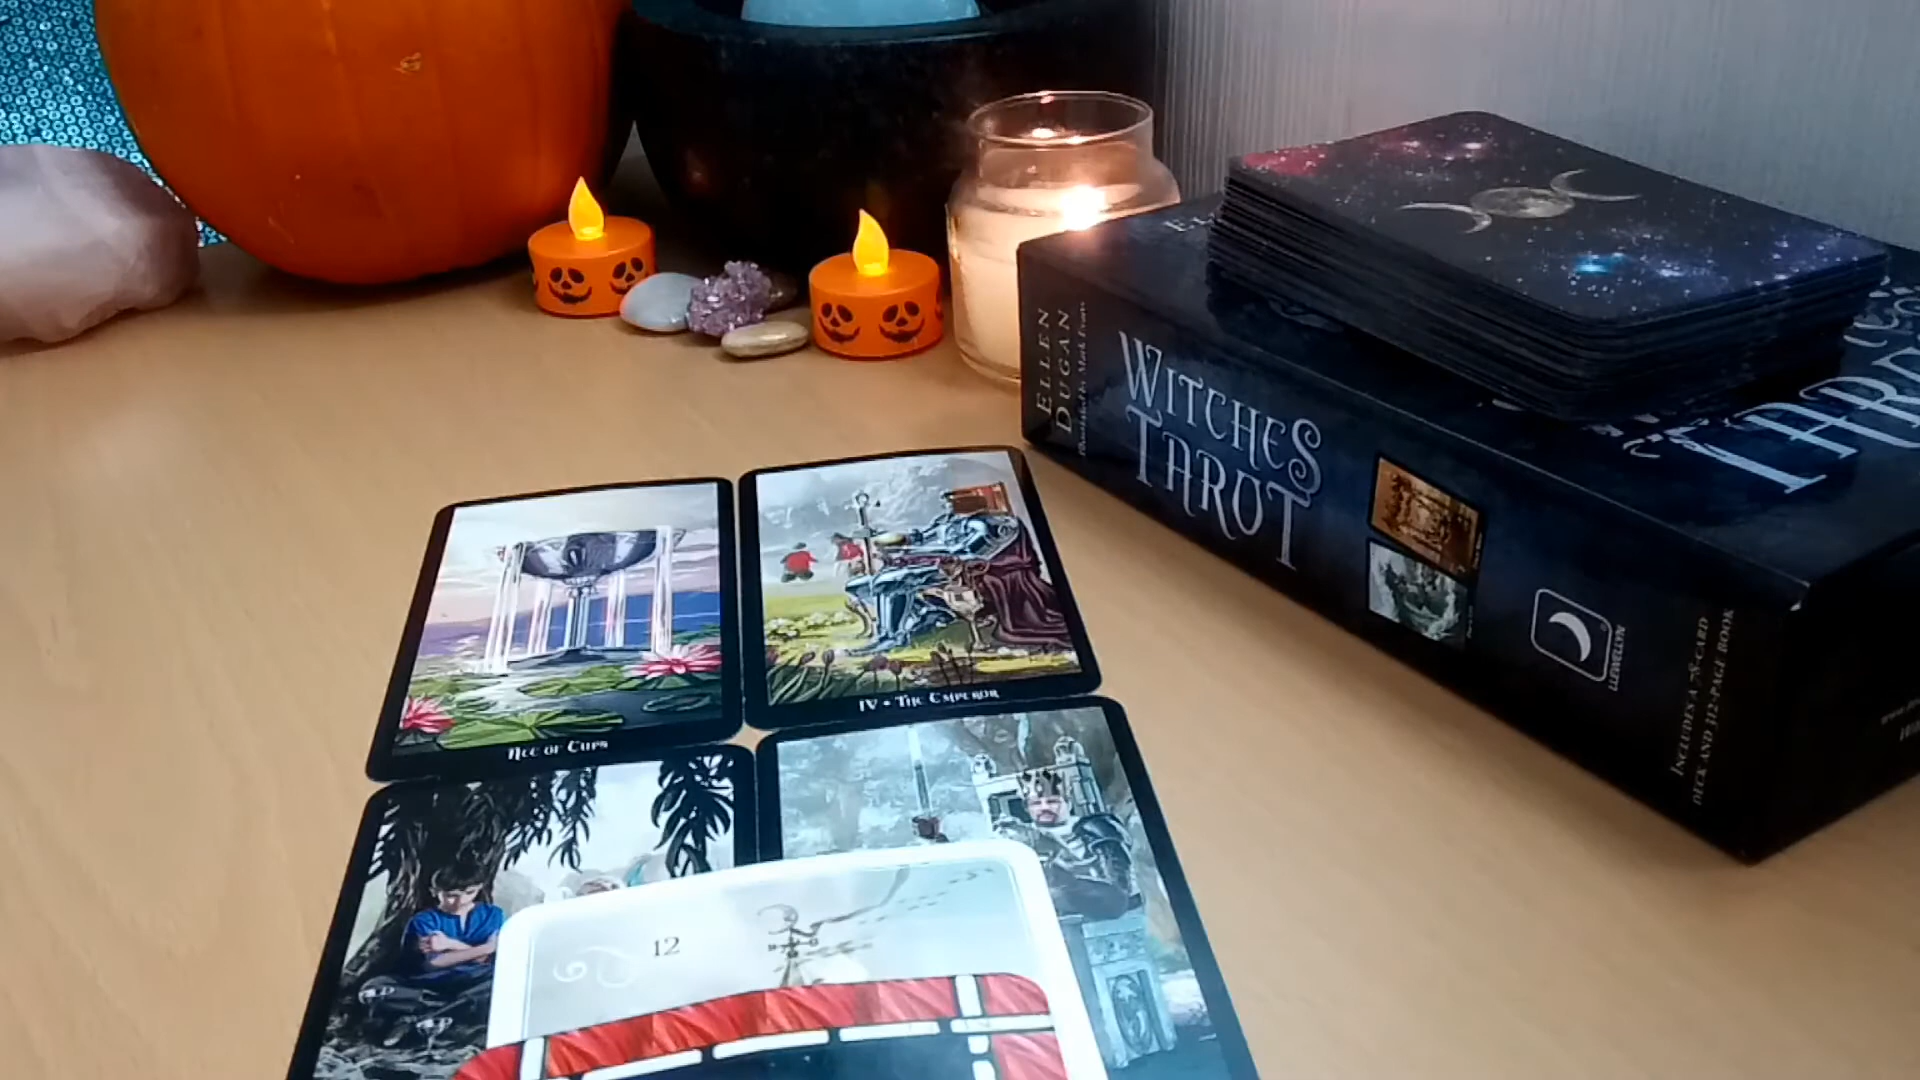 ELLEN
DUGAN
WITCHES
TAROT
LLEWELLYN
INCLUDES A 78-CARD
DECK AND 312-PAGE BOOK
TAR
ACE OF CUPS
IV • THE EMPEROR
12